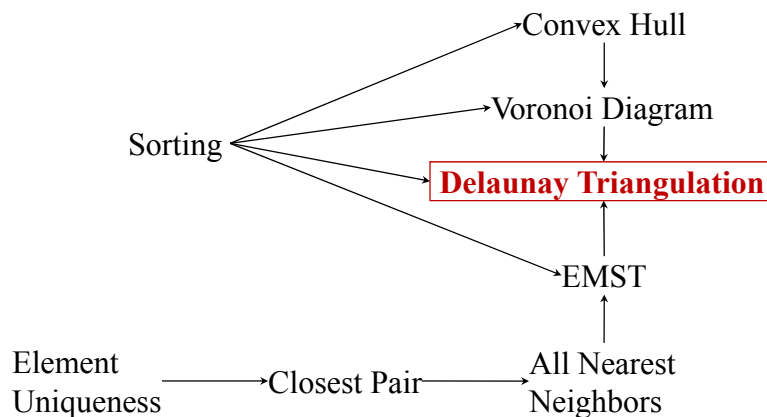 Convex Hull
Voronoi Diagram
Sorting
Delaunay Triangulation
EMST
Element
Uniqueness
Closest Pair
All Nearest
Neighbors